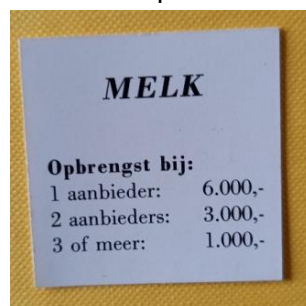 MELK
Opbrengst bij:
1 aanbieder: 6.000,-
2 aanbieders: 3.000,-
3 of meer: 1.000,-